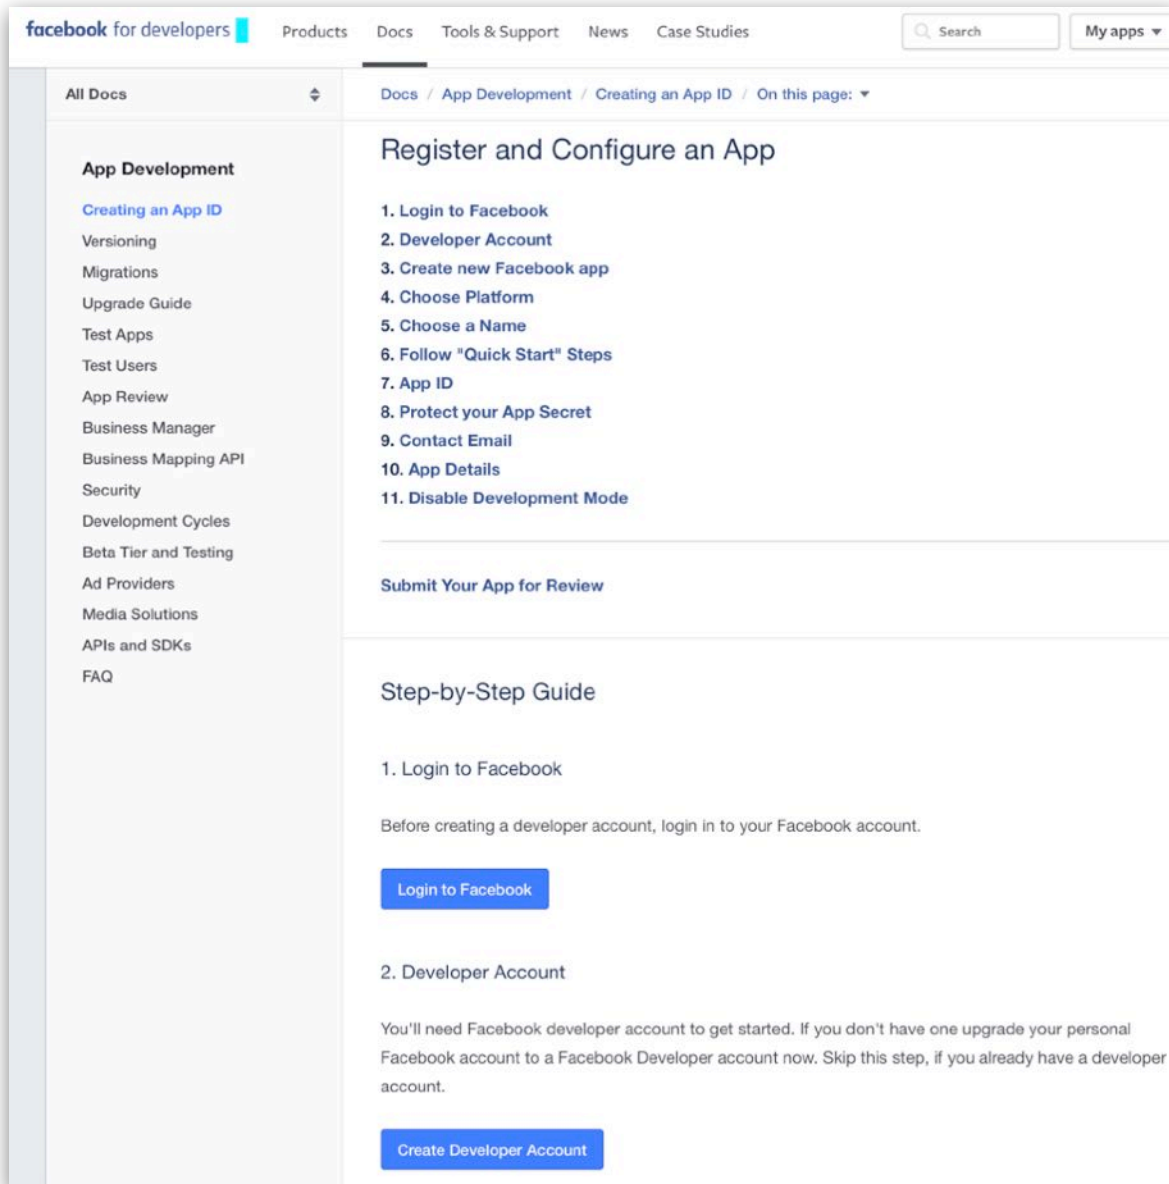 facebook for developers
Products Docs Tools & Support News Case Studies
Search
My apps
All Docs
App Development
Creating an App ID
Versioning
Migrations
Upgrade Guide
Test Apps
Test Users
App Review
Business Manager
Business Mapping API
Security
Development Cycles
Beta Tier and Testing
Ad Providers
Media Solutions
APIs and SDKs
FAQ
Docs / App Development / Creating an App ID / On this page:
Register and Configure an App
1. Login to Facebook
2. Developer Account
3. Create new Facebook app
4. Choose Platform
5. Choose a Name
6. Follow "Quick Start" Steps
7. App ID
8. Protect your App Secret
9. Contact Email
10. App Details
11. Disable Development Mode
Submit Your App for Review
Step-by-Step Guide
1. Login to Facebook
Before creating a developer account, login in to your Facebook account.
Login to Facebook
2. Developer Account
You'll need Facebook developer account to get started. If you don't have one upgrade your personal
Facebook account to a Facebook Developer account now. Skip this step, if you already have a developer
account.
Create Developer Account